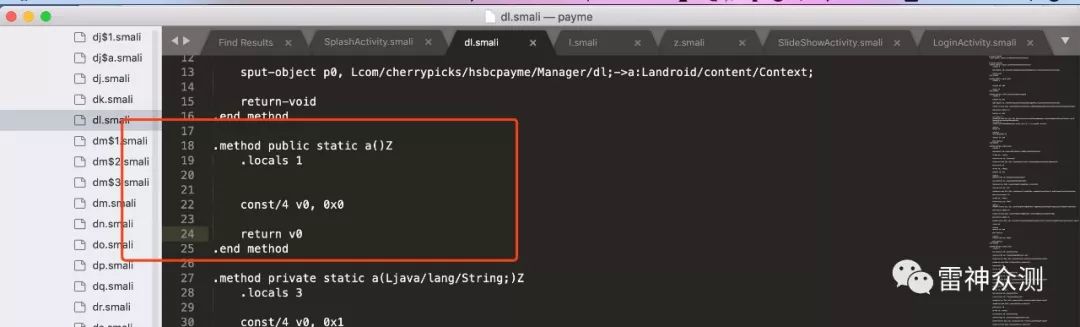 dl.smali — payme
dj$1.smali
dj$a.smali
dj.smali
dk.smali
dl.smali
dm$1.smali
dm$2.smali
dm$3.smali
dm.smali
dn.smali
do.smali
dp.smali
dq.smali
dr.smali
Find Results
SplashActivity.smali
dl.smali
l.smali
z.smali
SlideShowActivity.smali
LoginActivity.smali
12
13 sput-object p0, Lcom/cherrypicks/hsbcpayme/Manager/dl;->a:Landroid/content/Context;
14
15 return-void
16 .end method
17
18 .method public static a()Z
19 .locals 1
20
21
22 const/4 v0, 0x0
23
24 return v0
25 .end method
26
27 .method private static a(Ljava/lang/String;)Z
28 .locals 3
29
30 const/4 v0, 0x1
雷神众测